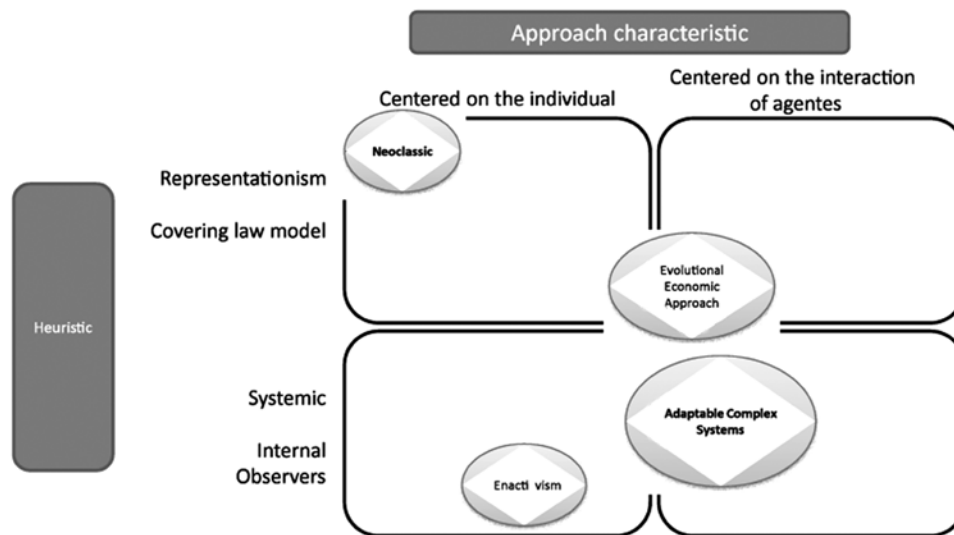 Approach characteristic
Centered on the individual
Centered on the interaction
of agentes
Neoclassic
Representationism
Covering law model
Evolutional
Economic
Approach
Heuristic
Systemic
Adaptable Complex
Systems
Internal
Observers
Enacti vism